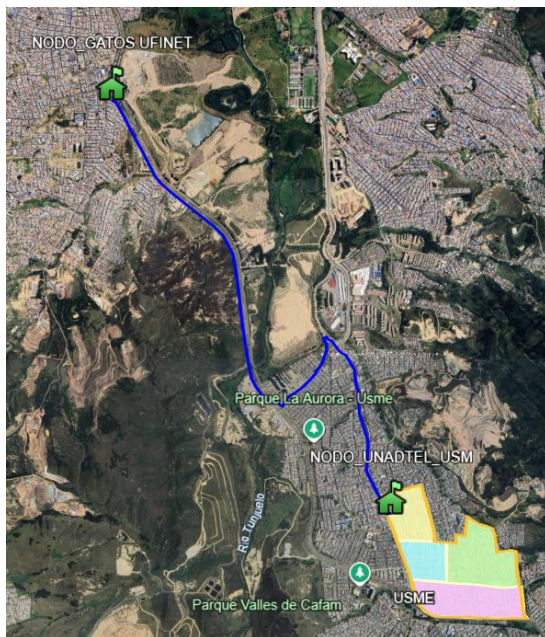 NODO_GATOS UFINET
Parque La Aurora - Usme
NODO_UNADTEL_USM
Río Tunjuelo
Parque Valles de Cafam
USME